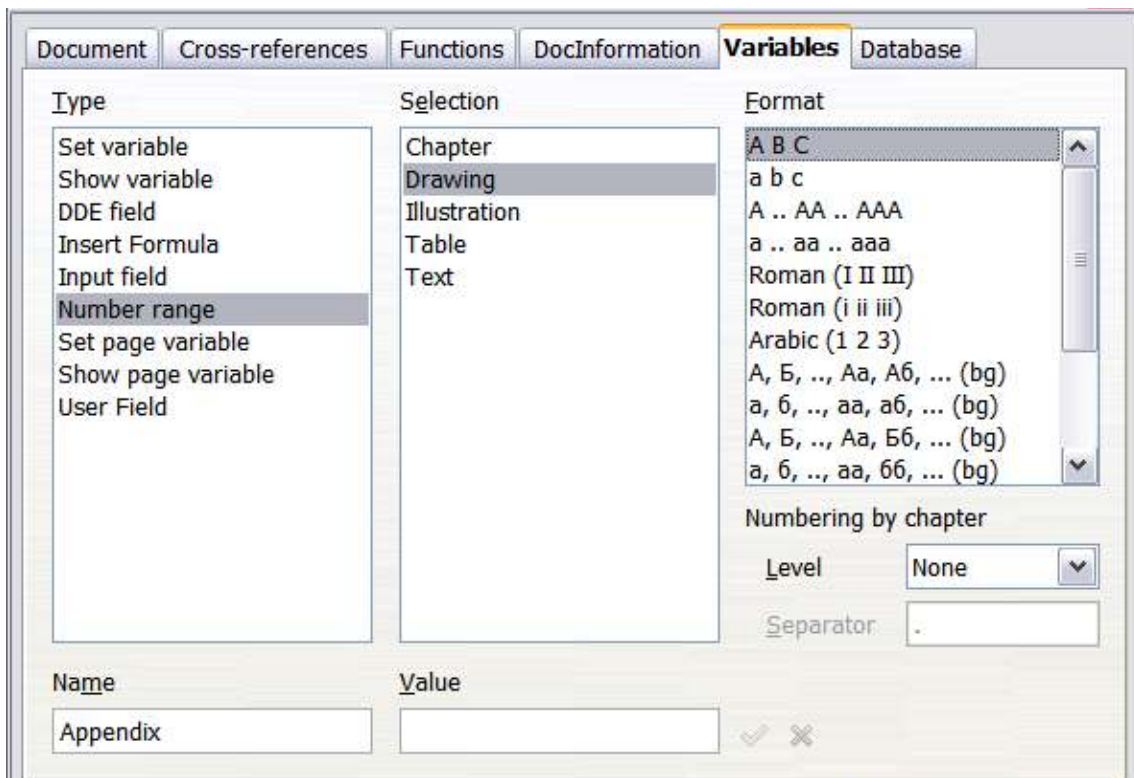 Document Cross-references Functions DocInformation Variables Database
Type
Set variable
Show variable
DDE field
Insert Formula
Input field
Number range
Set page variable
Show page variable
User Field
Selection
Chapter
Drawing
Illustration
Table
Text
Format
A B C
a b c
A .. AA .. AAA
a .. aa .. aaa
Roman (I II III)
Roman (i ii iii)
Arabic (1 2 3)
А, Б, .., Аа, Аб, ... (bg)
а, б, .., аа, аб, ... (bg)
А, Б, .., Аа, Бб, ... (bg)
а, б, .., аа, бб, ... (bg)
Numbering by chapter
Level None
Separator .
Name
Appendix
Value